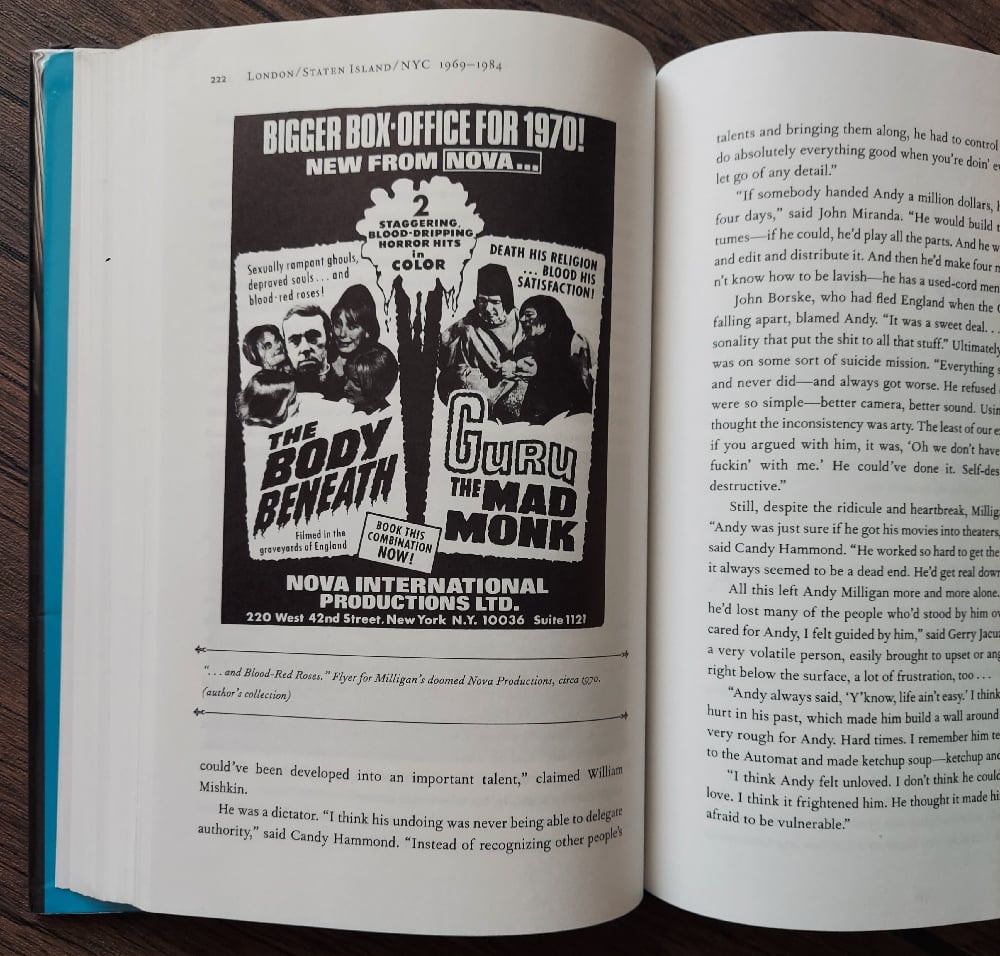 222 London/Staten Island/NYC 1969–1984
BIGGER BOX-OFFICE FOR 1970!
NEW FROM NOVA...
2
STAGGERING,
BLOOD-DRIPPING
HORROR HITS
in
COLOR
Sexually rampant ghouls,
depraved souls... and
blood-red roses!
DEATH HIS RELIGION
... BLOOD HIS
SATISFACTION!
THE
BODY
BENEATH
Filmed in the
graveyards of England
GURU
THE MAD
MONK
BOOK THIS
COMBINATION
NOW!
NOVA INTERNATIONAL
PRODUCTIONS LTD.
220 West 42nd Street, New York N.Y. 10036 Suite 1121
“...and Blood-Red Roses.” Flyer for Milligan's doomed Nova Productions, circa 1970.
(author's collection)
could've been developed into an important talent,” claimed William
Mishkin.
He was a dictator. “I think his undoing was never being able to delegate
authority,” said Candy Hammond. “Instead of recognizing other people's
talents and bringing them along, he had to control
do absolutely everything good when you're doin'
let go of any detail.”
“If somebody handed Andy a million dollars,
four days,” said John Miranda. “He would build
tumes—if he could, he'd play all the parts. And he
and edit and distribute it. And then he'd make four
n't know how to be lavish—he has a used-cord
John Borske, who had fled England when the
falling apart, blamed Andy. “It was a sweet deal...
sonality that put the shit to all that stuff.” Ultimately
was on some sort of suicide mission. “Everything
and never did—and always got worse. He refused
were so simple—better camera, better sound.
thought the inconsistency was arty. The least of our
if you argued with him, it was, ‘Oh we don't have
fuckin' with me.’ He could've done it.
destructive.”
Still, despite the ridicule and heartbreak,
“Andy was just sure if he got his movies into theaters,
said Candy Hammond. “He worked so hard to get
it always seemed to be a dead end. He'd get real
All this left Andy Milligan more and more alone.
he'd lost many of the people who'd stood by him
cared for Andy, I felt guided by him,” said Gerry
a very volatile person, easily brought to upset or
right below the surface, a lot of frustration, too...
“Andy always said, ‘Y'know, life ain't easy.’ I think
hurt in his past, which made him build a wall around
very rough for Andy. Hard times. I remember him
to the Automat and made ketchup soup—ketchup
“I think Andy felt unloved. I don't think he
love. I think it frightened him. He thought it made
afraid to be vulnerable.”